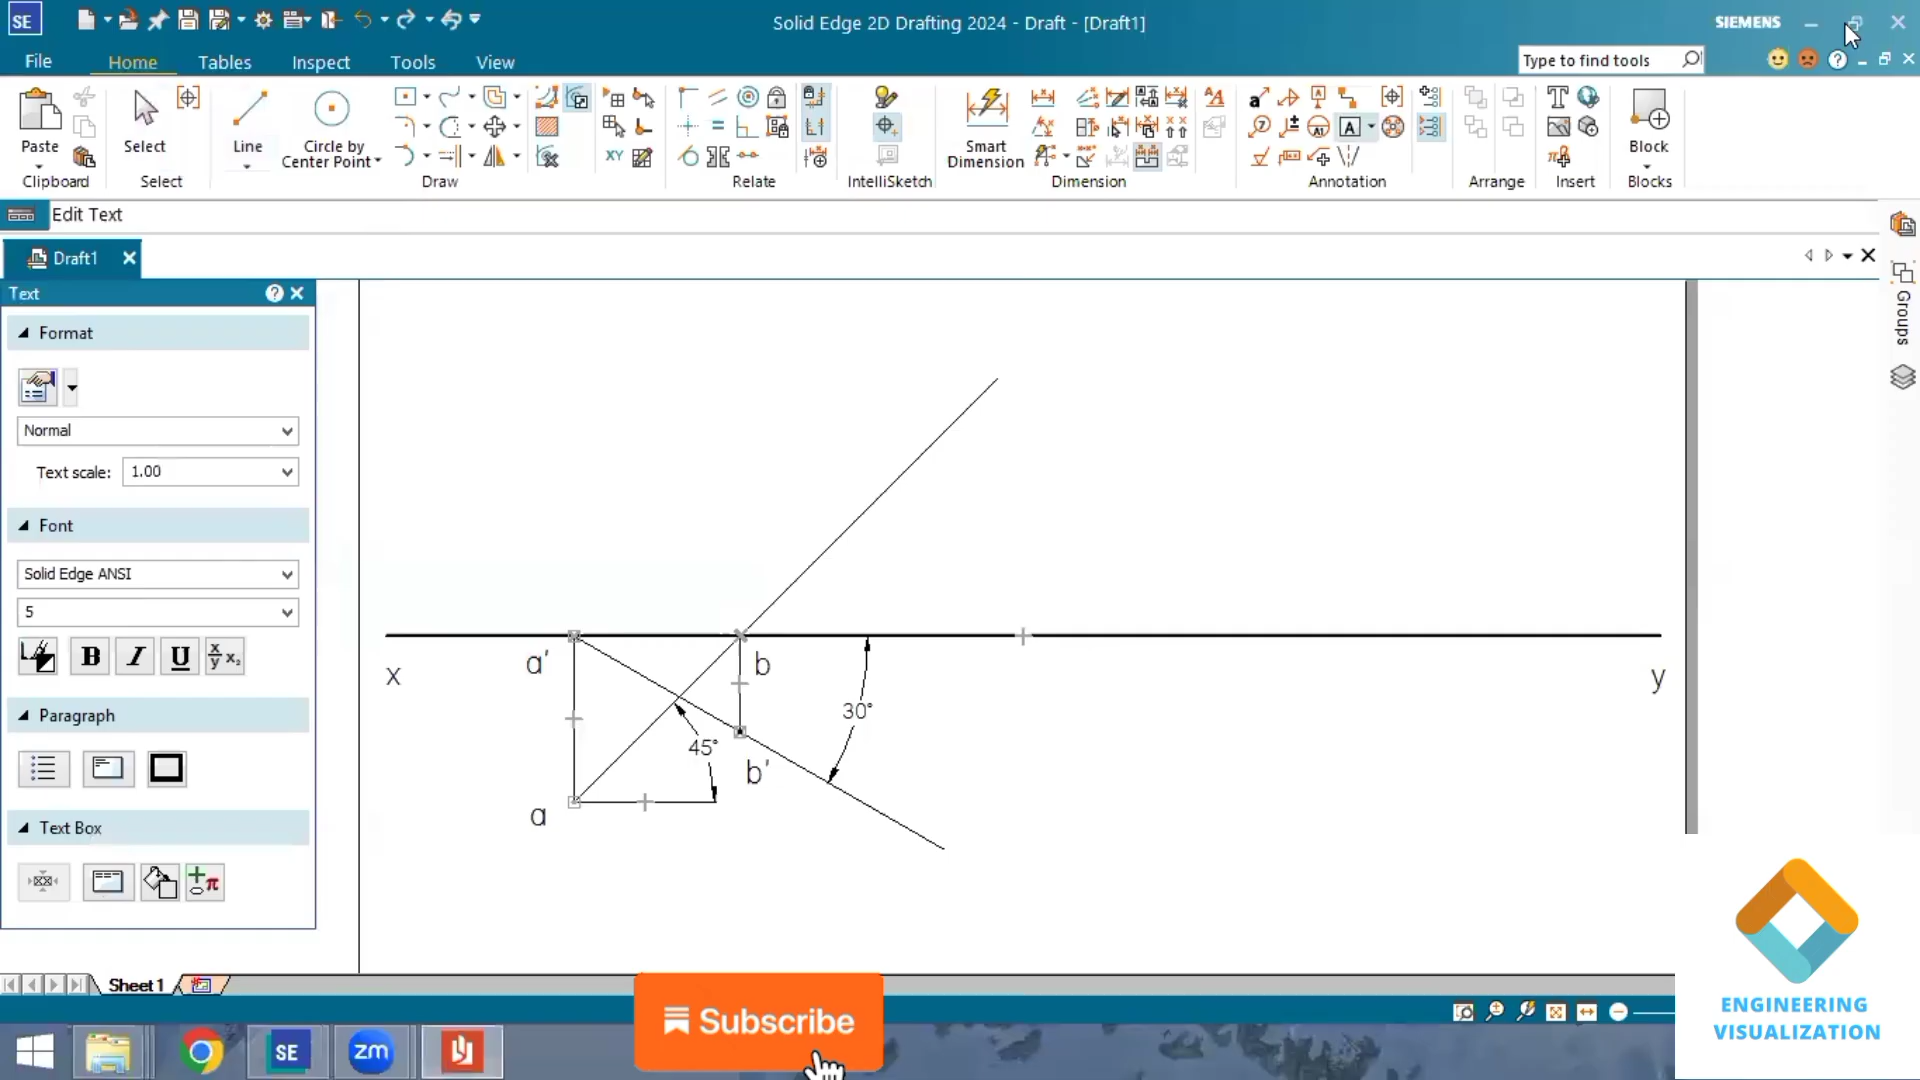 SE
Solid Edge 2D Drafting 2024 - Draft - [Draft1]
SIEMENS
File
Home
Tables
Inspect
Tools
View
Type to find tools
Paste
Select
Line
Circle by
Center Point
Smart
Dimension
Block
XY
Clipboard
Select
Draw
Relate
IntelliSketch
Dimension
Annotation
Arrange
Insert
Blocks
Edit Text
Draft1
Text
Format
Normal
Text scale: 1.00
Font
Solid Edge ANSI
5
B I U
Paragraph
Text Box
Groups
x
a'
b
y
30°
45°
b'
a
Sheet1
SE
zm
Subscribe
ENGINEERING
VISUALIZATION